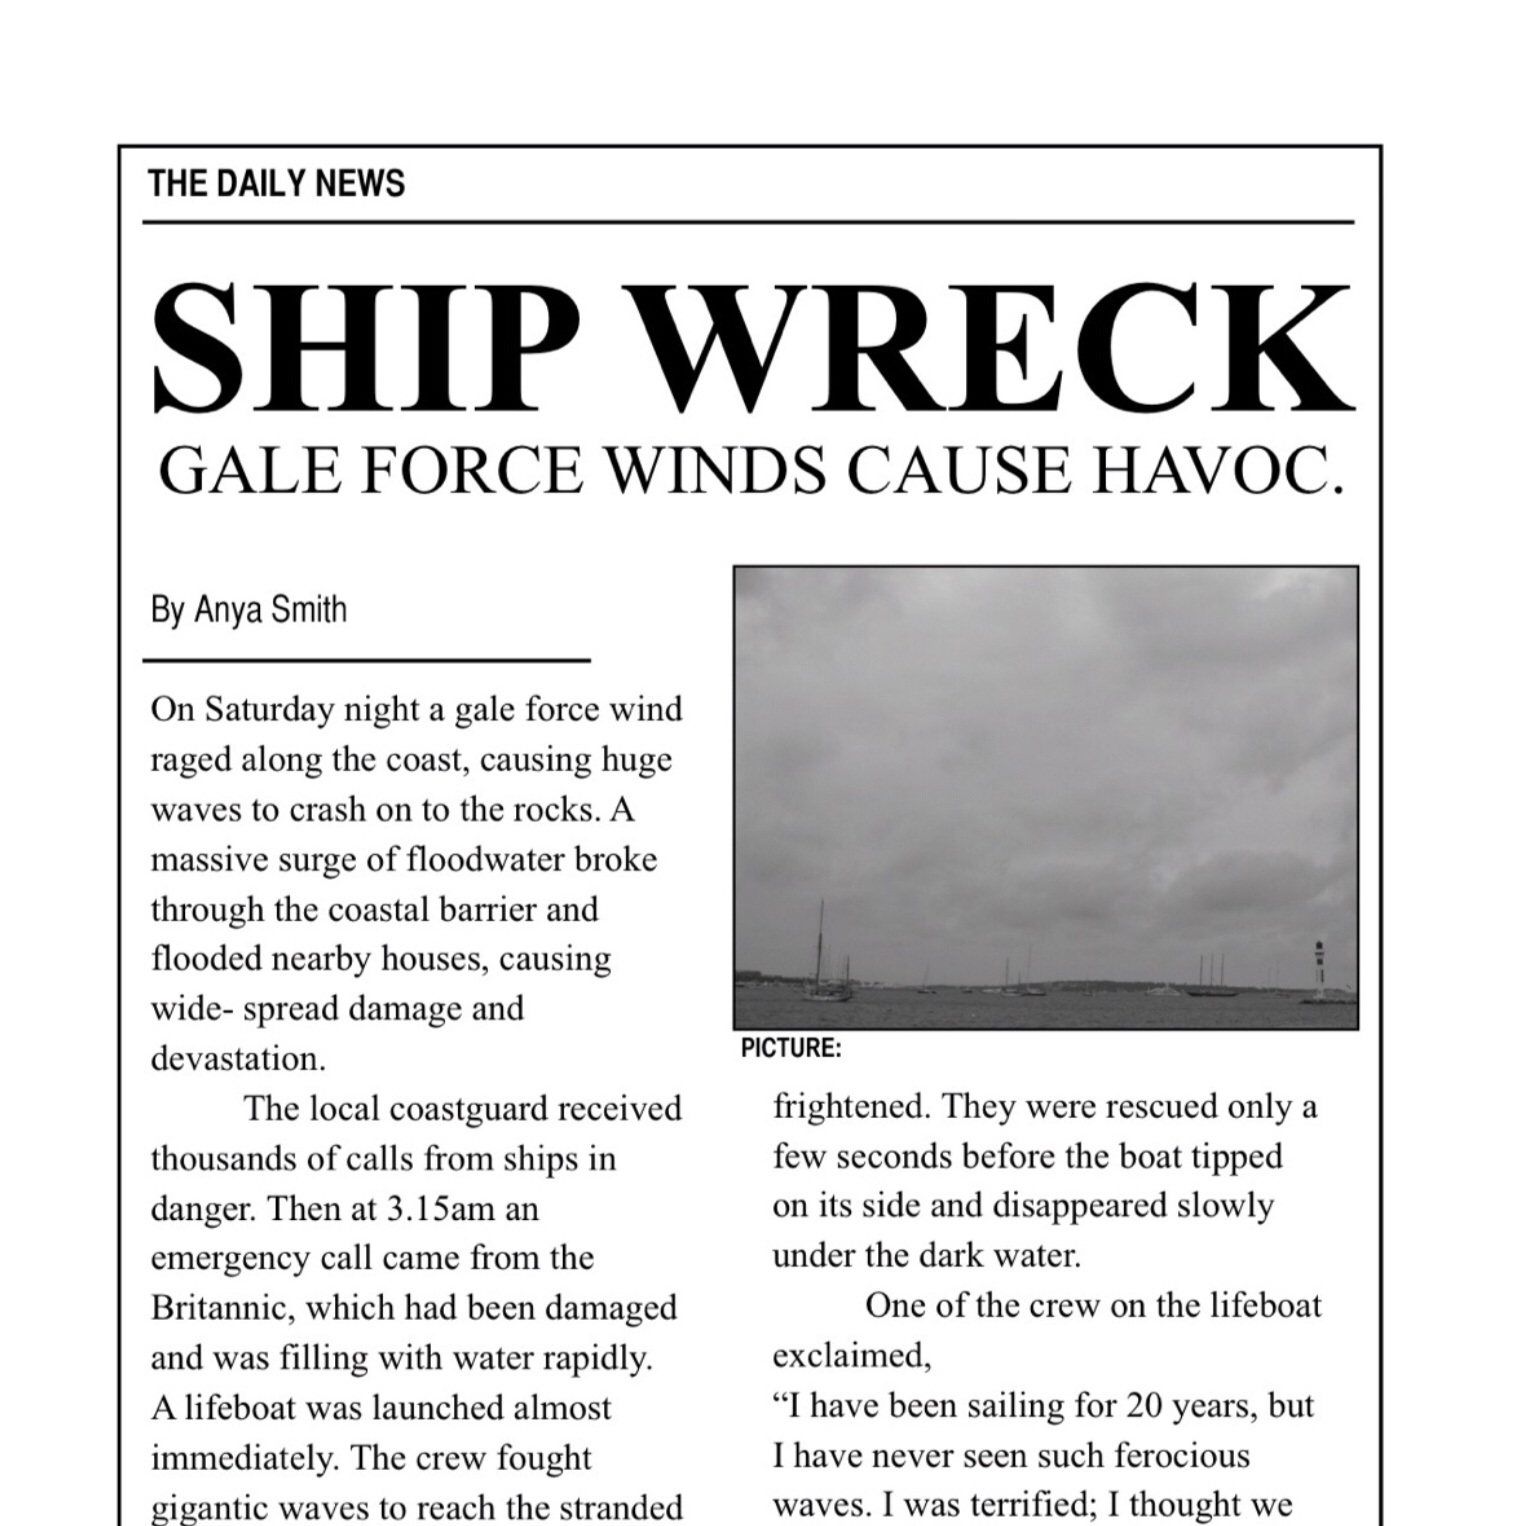 THE DAILY NEWS
SHIP WRECK
GALE FORCE WINDS CAUSE HAVOC.
By Anya Smith
On Saturday night a gale force wind
raged along the coast, causing huge
waves to crash on to the rocks. A
massive surge of floodwater broke
through the coastal barrier and
flooded nearby houses, causing
wide- spread damage and
devastation.
The local coastguard received
thousands of calls from ships in
danger. Then at 3.15am an
emergency call came from the
Britannic, which had been damaged
and was filling with water rapidly.
A lifeboat was launched almost
immediately. The crew fought
gigantic waves to reach the stranded
PICTURE:
frightened. They were rescued only a
few seconds before the boat tipped
on its side and disappeared slowly
under the dark water.
One of the crew on the lifeboat
exclaimed,
“I have been sailing for 20 years, but
I have never seen such ferocious
waves. I was terrified; I thought we